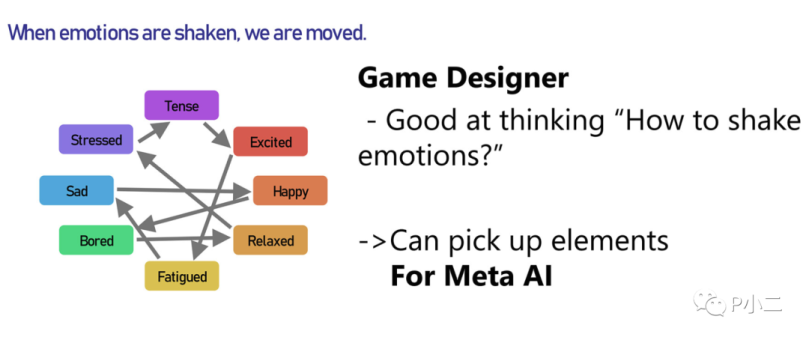 When emotions are shaken, we are moved.
Tense
Stressed
Excited
Sad
Happy
Bored
Relaxed
Fatigued
Game Designer
- Good at thinking “How to shake
emotions?”
->Can pick up elements
For Meta AI
P小二